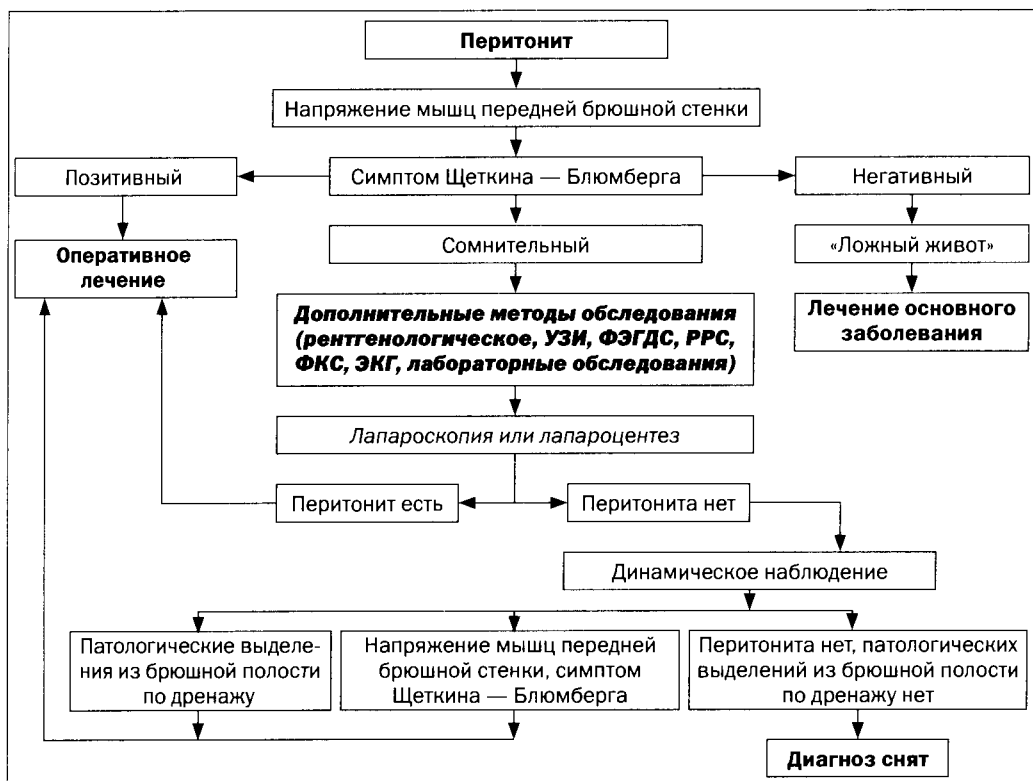 Перитонит
Напряжение мышц передней брюшной стенки
Позитивный
Симптом Щеткина — Блюмберга
Негативный
Оперативное
лечение
Сомнительный
«Ложный живот»
Дополнительные методы обследования
(рентгенологическое, УЗИ, ФЭГДС, РРС,
ФКС, ЭКГ, лабораторные обследования)
Лечение основного
заболевания
Лапароскопия или лапароцентез
Перитонит есть
Перитонита нет
Динамическое наблюдение
Патологические выделе-
ния из брюшной полости
по дренажу
Напряжение мышц передней
брюшной стенки, симптом
Щеткина — Блюмберга
Перитонита нет, патологических
выделений из брюшной полости
по дренажу нет
Диагноз снят